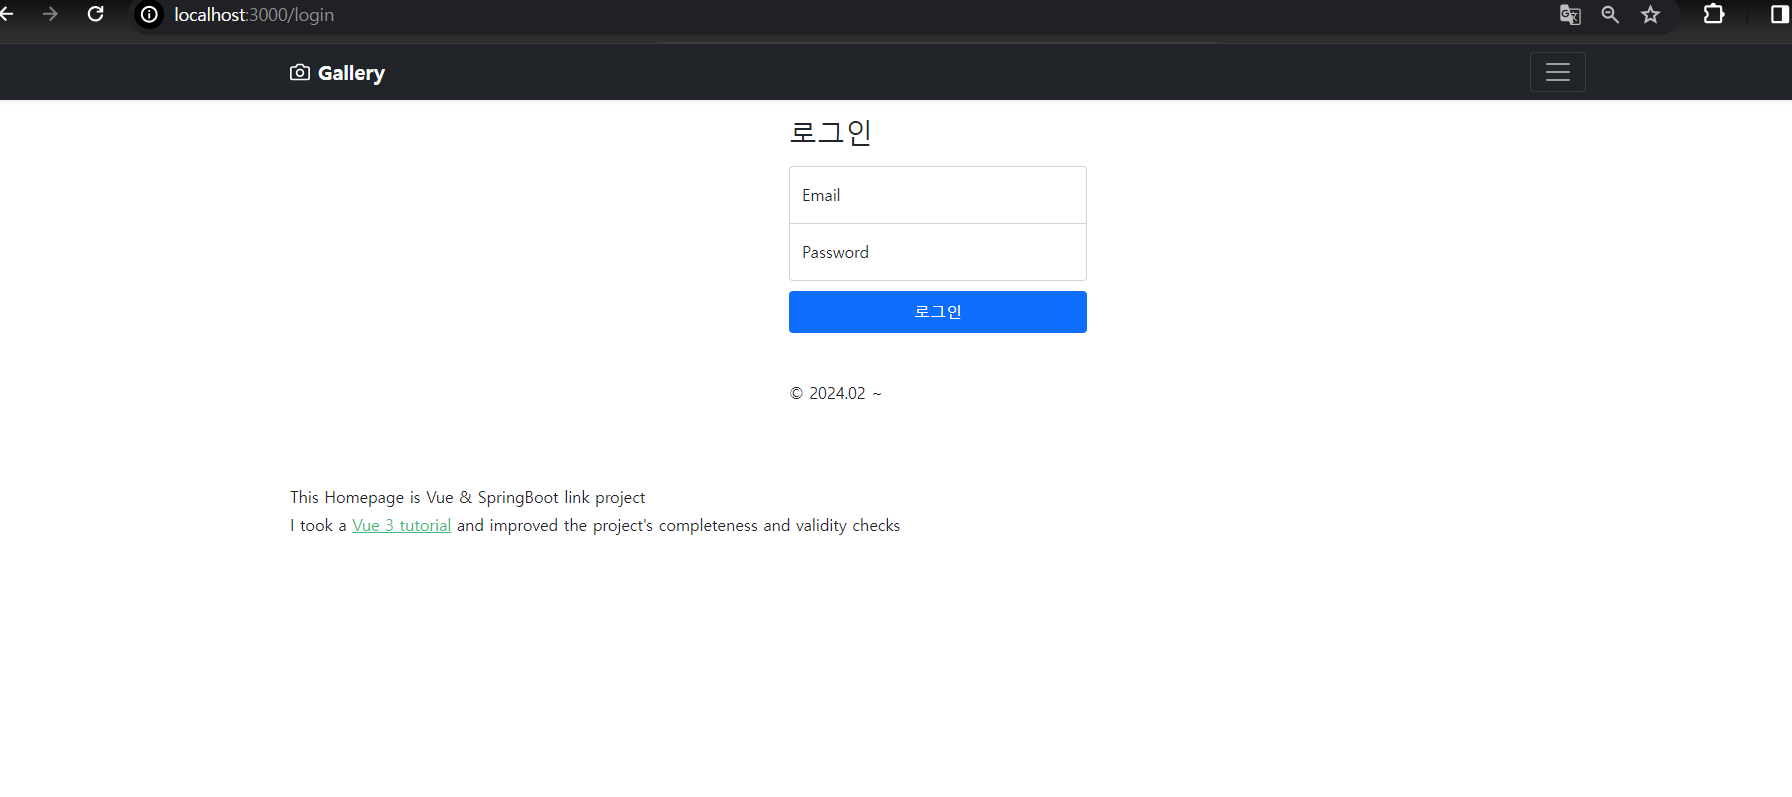 localhost:3000/login
Gallery
로그인
Email
Password
로그인
© 2024.02 ~
This Homepage is Vue & SpringBoot link project
I took a Vue 3 tutorial and improved the project's completeness and validity checks